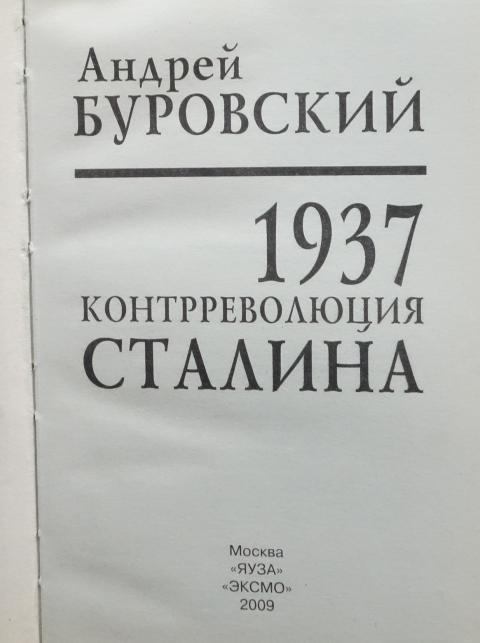 Андрей
БУРОВСКИЙ
1937
КОНТРРЕВОЛЮЦИЯ
СТАЛИНА
Москва
«ЯУЗА»
«ЭКСМО»
2009